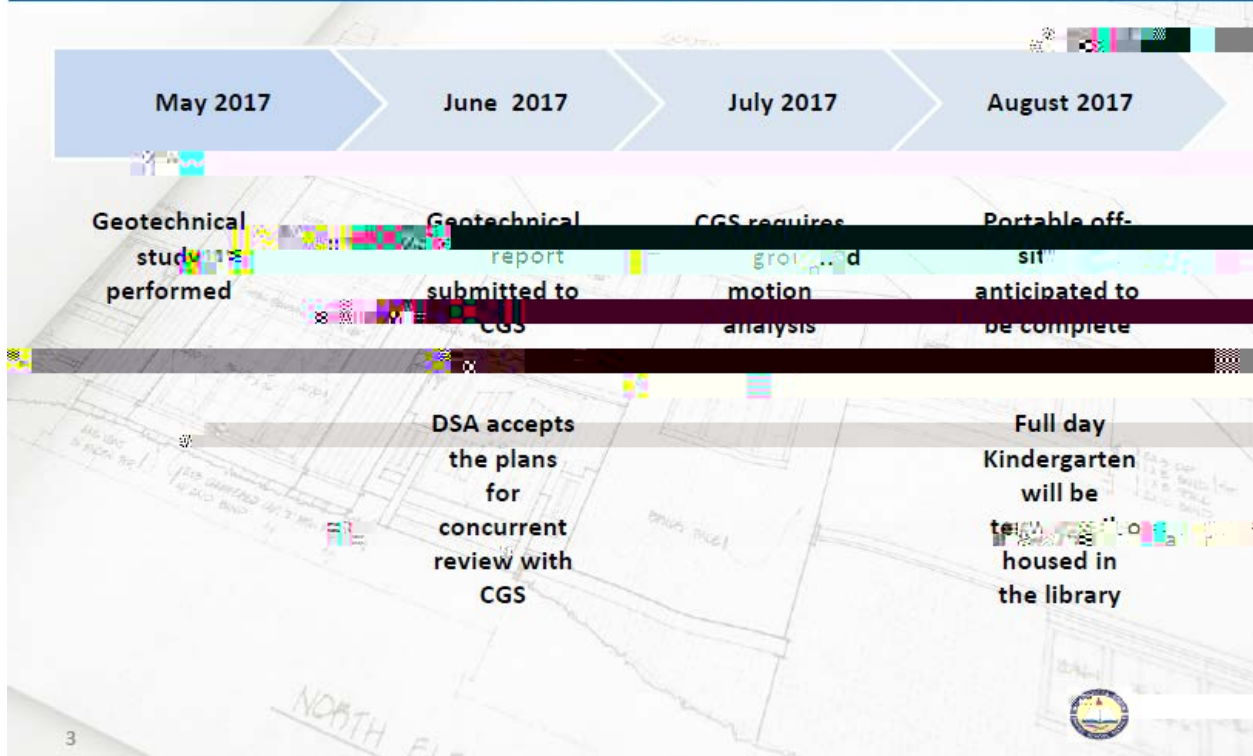 May 2017
June 2017
July 2017
August 2017
Geotechnical
study
performed
Geotechnical
report
submitted to
CGS
DSA accepts
the plans
for
concurrent
review with
CGS
CGS requires
motion
analysis
Portable off-
anticipated to
be complete
Full day
Kindergarten
will be
housed in
the library
NORTH
3